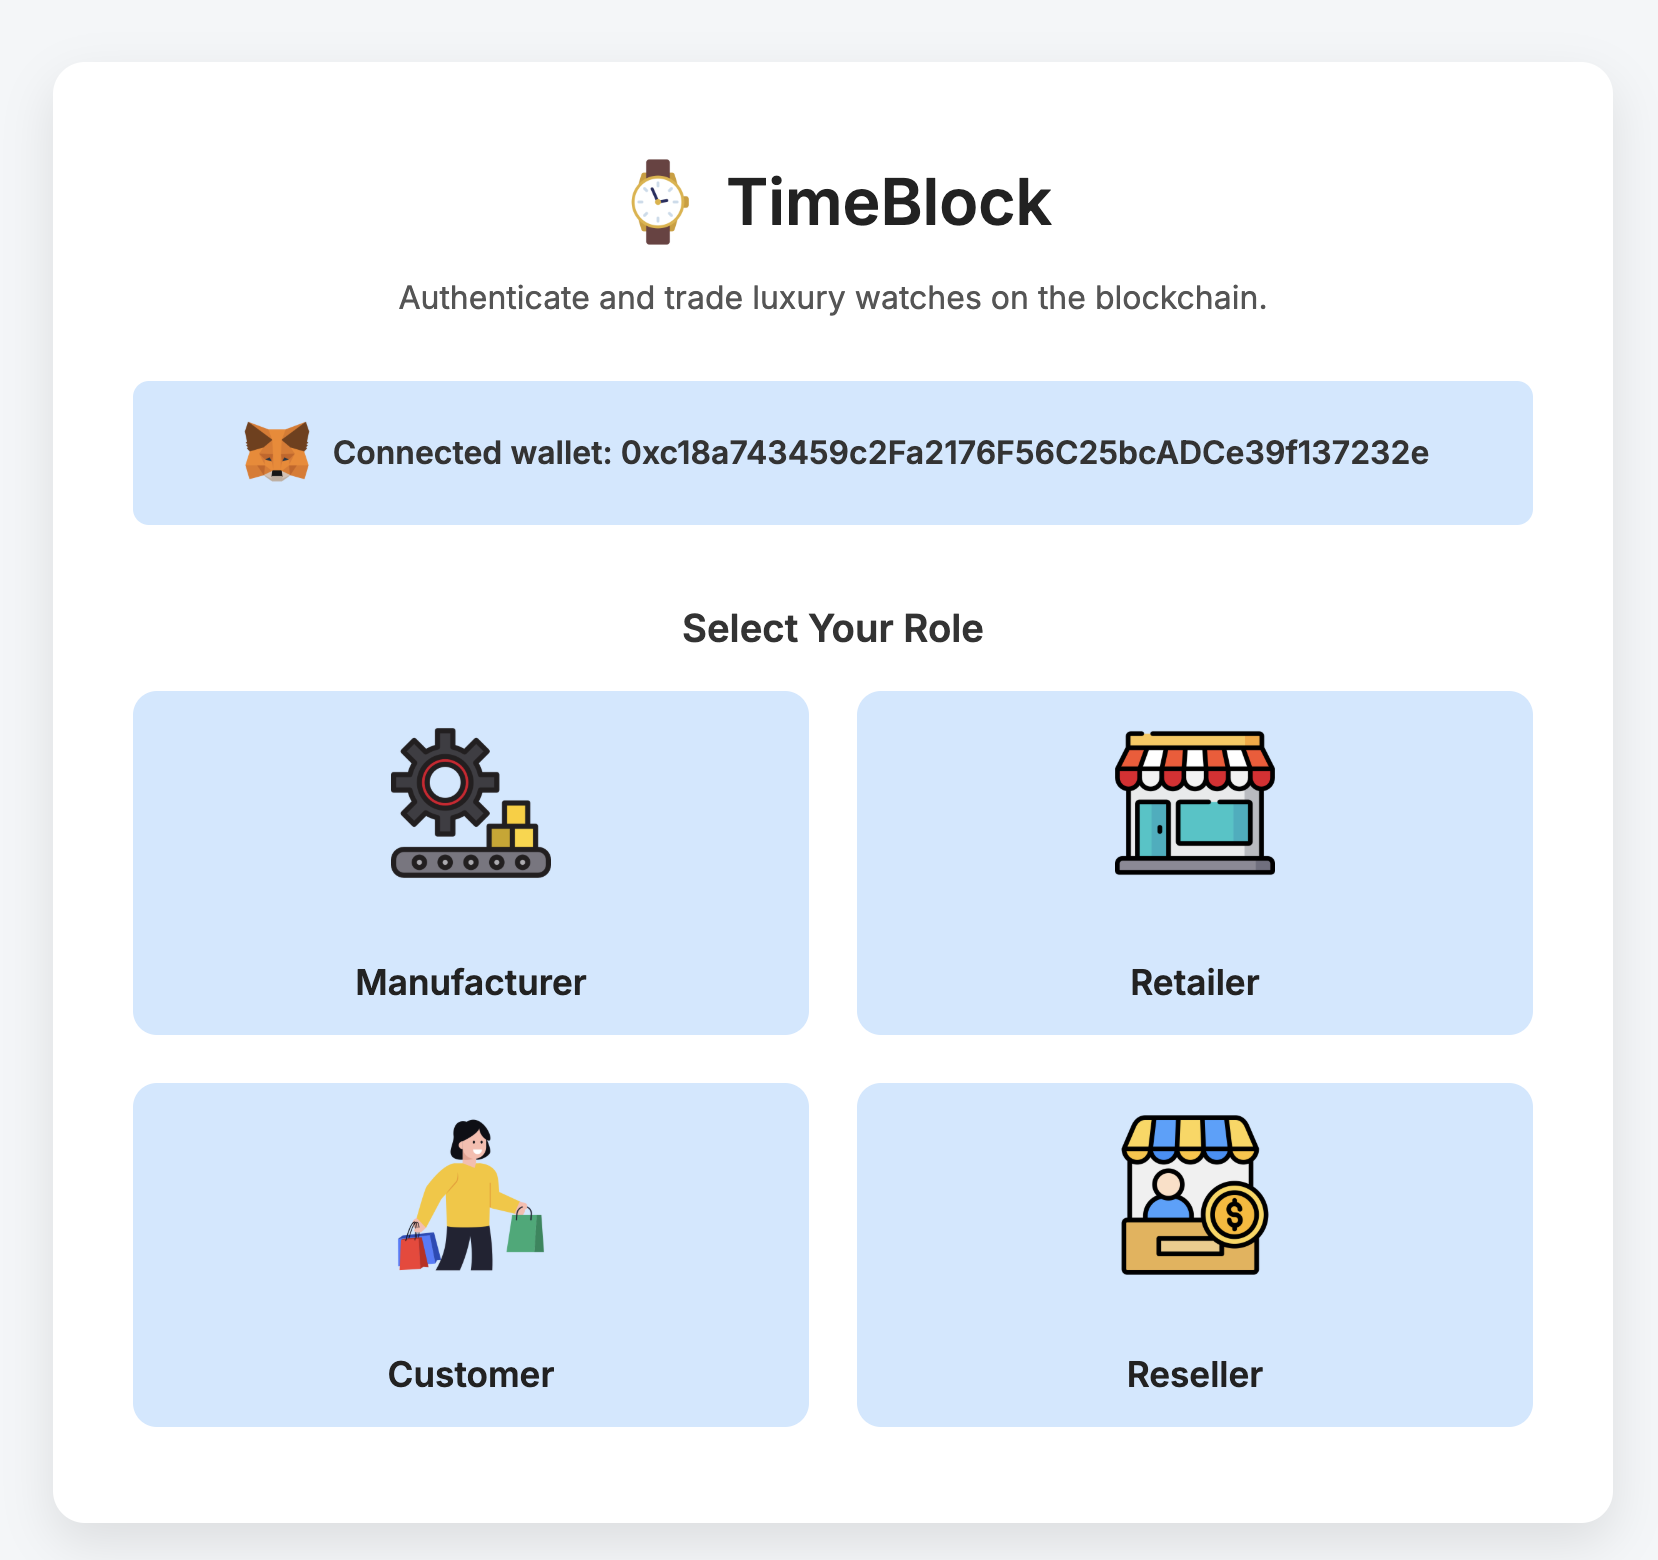 TimeBlock
Authenticate and trade luxury watches on the blockchain.
Connected wallet: 0xc18a743459c2Fa2176F56C25bcADCe39f137232e
Select Your Role
Manufacturer
Retailer
$
Customer
Reseller